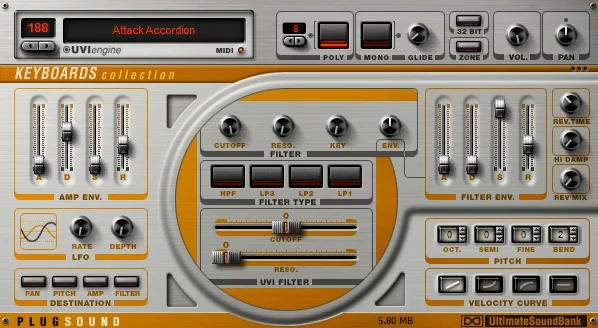 188
Attack Accordion
UVIengine
MIDI
8
POLY
MONO
GLIDE
32 BIT
ZONE
VOL.
PAN
KEYBOARDS collection
A D S R
AMP ENV.
CUTOFF RESO. KEY ENV.
FILTER
HPF LP3 LP2 LP1
FILTER TYPE
0
CUTOFF
0
RESO.
UVI FILTER
A D S R
FILTER ENV.
REV.TIME
HI DAMP
REV'MIX
RATE DEPTH
LFO
PAN PITCH AMP FILTER
DESTINATION
0 0 0 2
OCT. SEMI FINE BEND
PITCH
VELOCITY CURVE
PLUGSOUND
5.80 MB
UltimateSoundBank